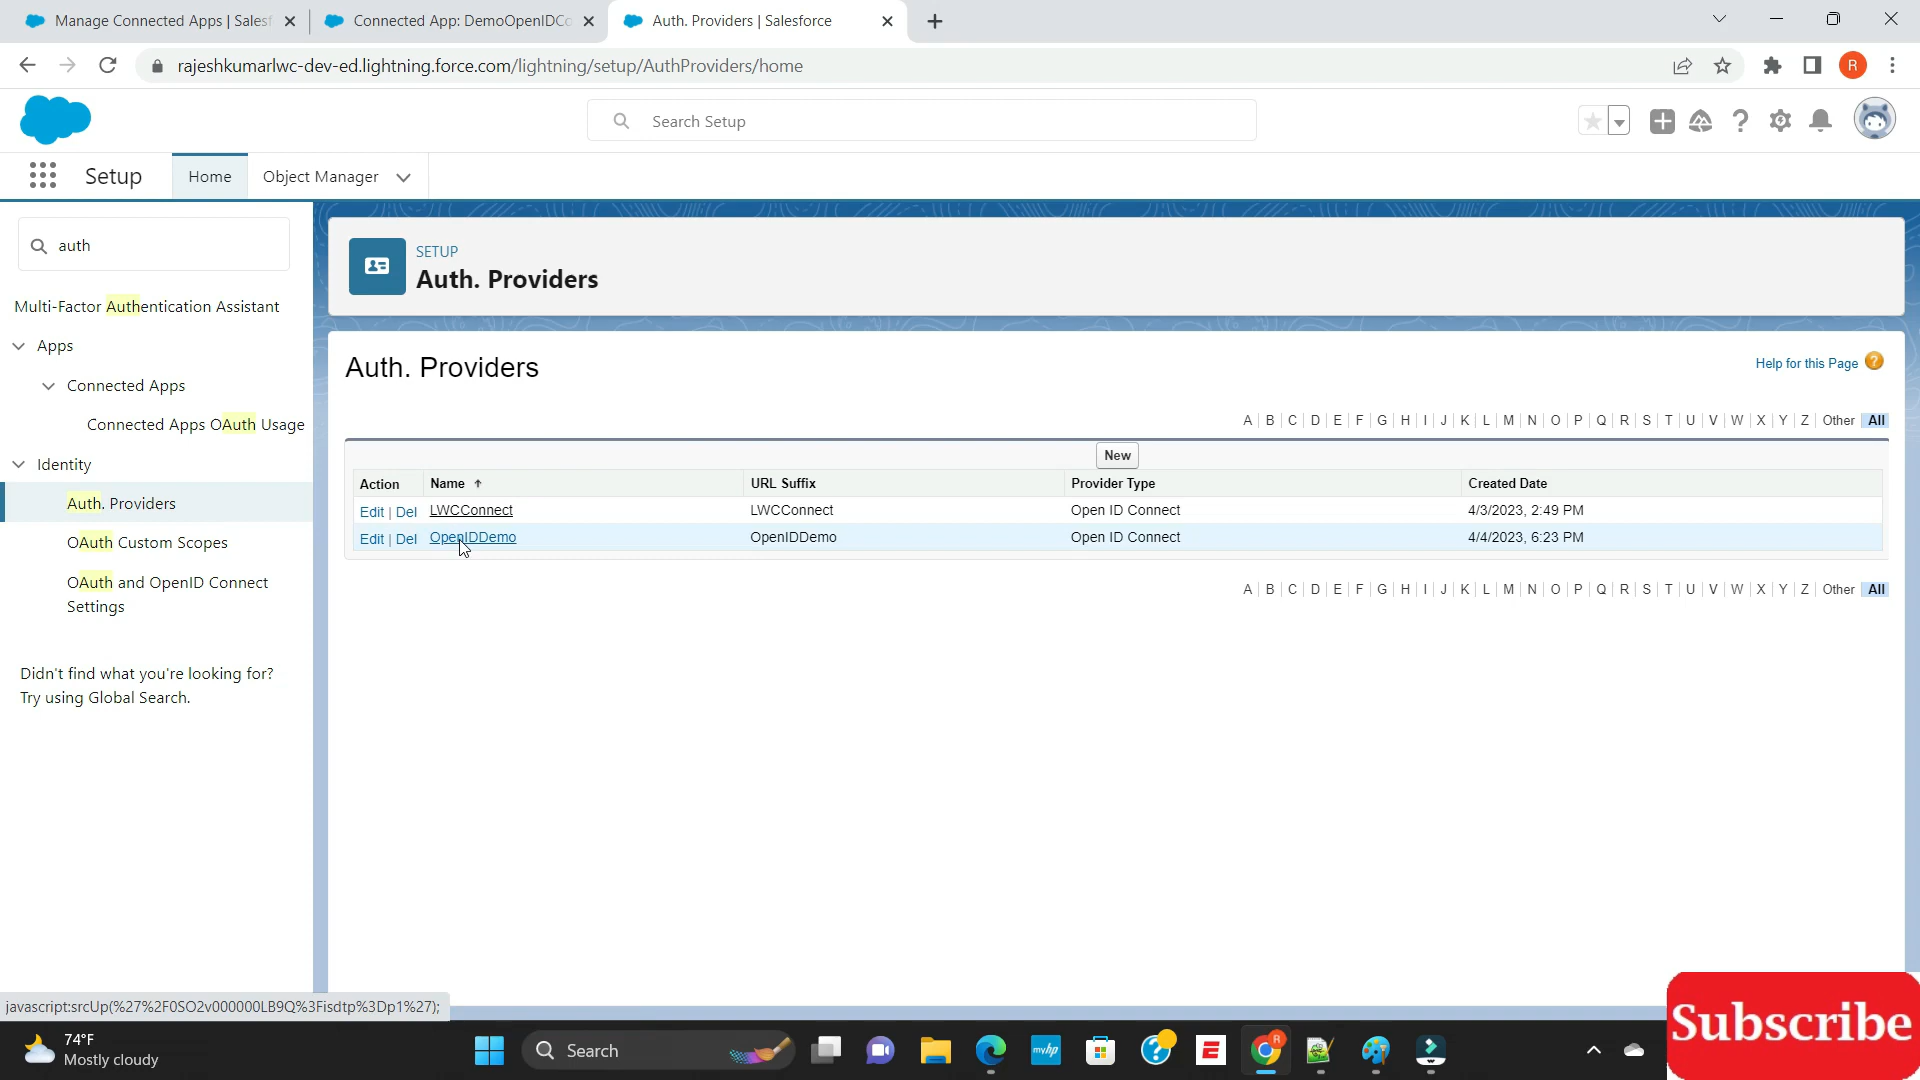 Manage Connected Apps | Salesf
Connected App: DemoOpenIDCo
Auth. Providers | Salesforce
rajeshkumarlwc-dev-ed.lightning.force.com/lightning/setup/AuthProviders/home
R
Search Setup
Setup
Home
Object Manager
auth
Multi-Factor Authentication Assistant
Apps
Connected Apps
Connected Apps OAuth Usage
Identity
Auth. Providers
OAuth Custom Scopes
OAuth and OpenID Connect
Settings
Didn't find what you're looking for?
Try using Global Search.
SETUP
Auth. Providers
Auth. Providers
Help for this Page ?
A | B | C | D | E | F | G | H | I | J | K | L | M | N | O | P | Q | R | S | T | U | V | W | X | Y | Z | Other | All
New
Action Name URL Suffix Provider Type Created Date
Edit | Del LWCConnect LWCConnect Open ID Connect 4/3/2023, 2:49 PM
Edit | Del OpenIDDemo OpenIDDemo Open ID Connect 4/4/2023, 6:23 PM
A | B | C | D | E | F | G | H | I | J | K | L | M | N | O | P | Q | R | S | T | U | V | W | X | Y | Z | Other | All
javascript:srcUp(%27%2F0SO2v000000LB9Q%3Fisdtp%3Dp1%27);
74°F
Mostly cloudy
Search
myhp
Subscribe